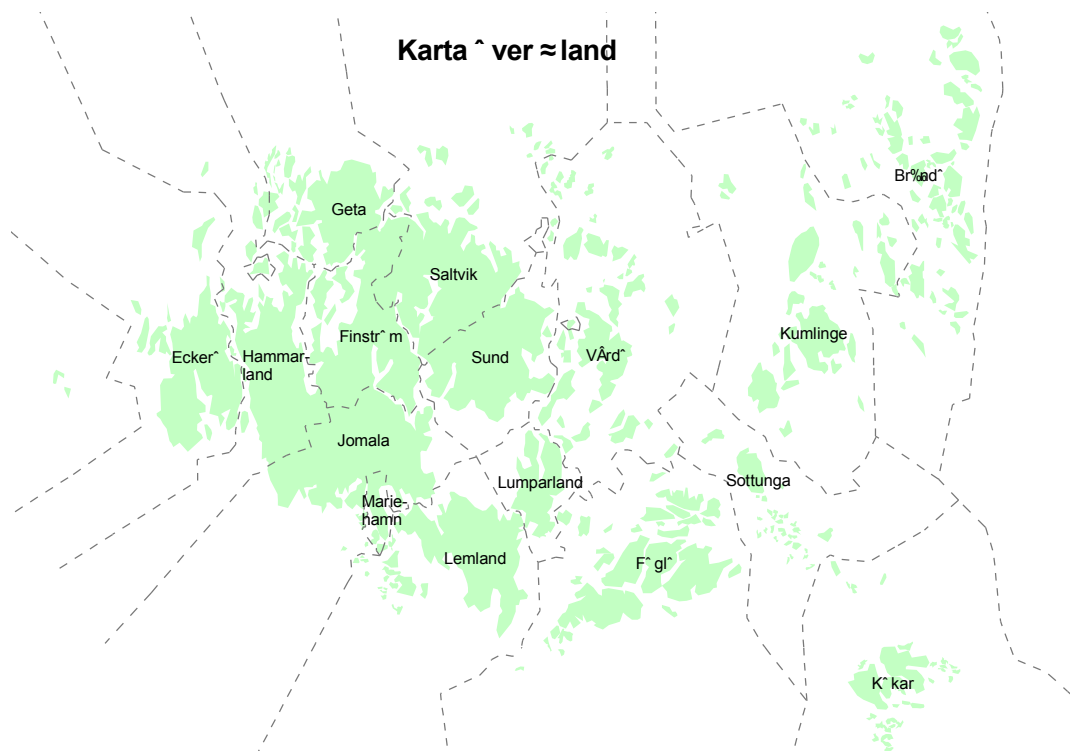 Karta ˆ ver ≈land
Br‰ndˆ
Geta
Saltvik
Kumlinge
Finstrˆ m
VÂrdˆ
Eckerˆ
Hammar-
land
Sund
Jomala
Sottunga
Lumparland
Marie-
hamn
Lemland
Fˆ glˆ
Kˆ kar